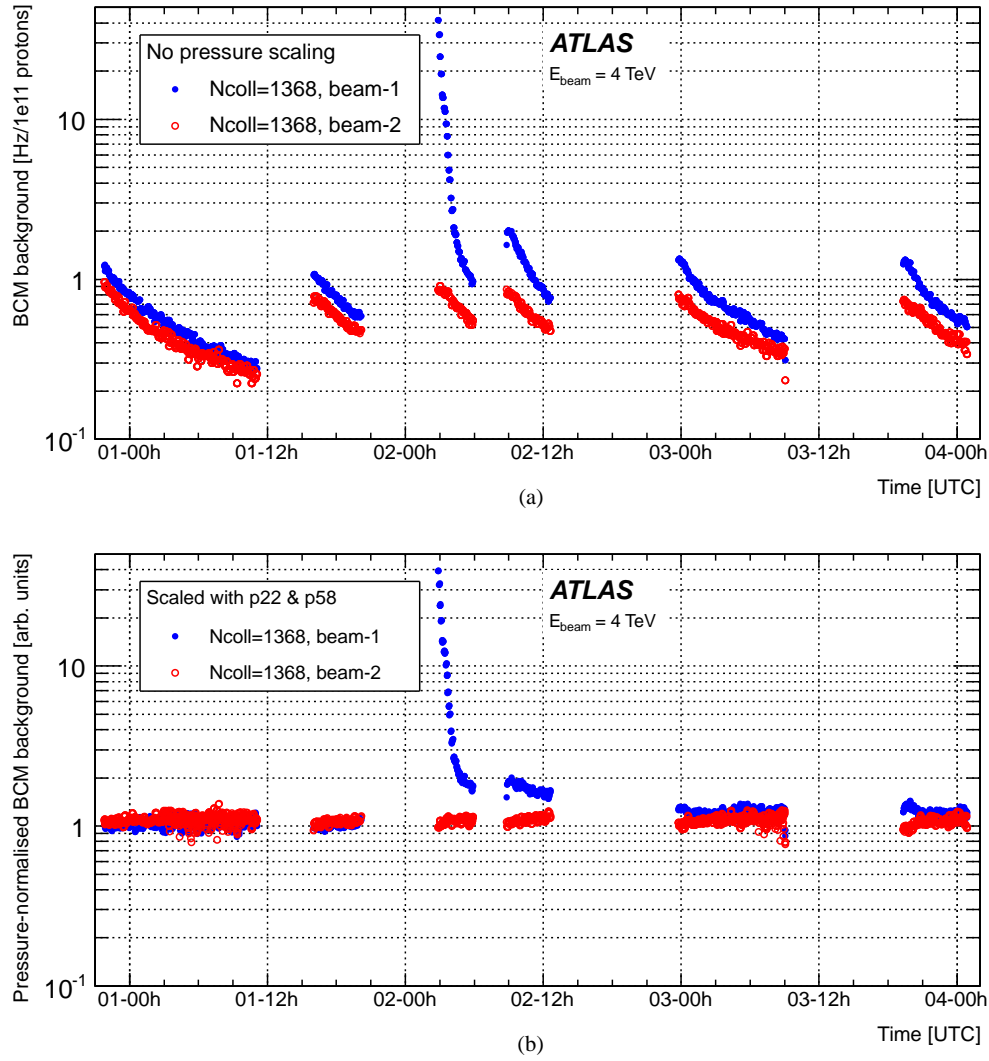 BCM background [Hz/1e11 protons]
No pressure scaling
Ncoll=1368, beam-1
Ncoll=1368, beam-2
ATLAS
E_beam = 4 TeV
10
1
10^-1
01-00h 01-12h 02-00h 02-12h 03-00h 03-12h 04-00h
Time [UTC]
(a)
Pressure-normalised BCM background [arb. units]
Scaled with p22 & p58
Ncoll=1368, beam-1
Ncoll=1368, beam-2
ATLAS
E_beam = 4 TeV
10
1
10^-1
01-00h 01-12h 02-00h 02-12h 03-00h 03-12h 04-00h
Time [UTC]
(b)